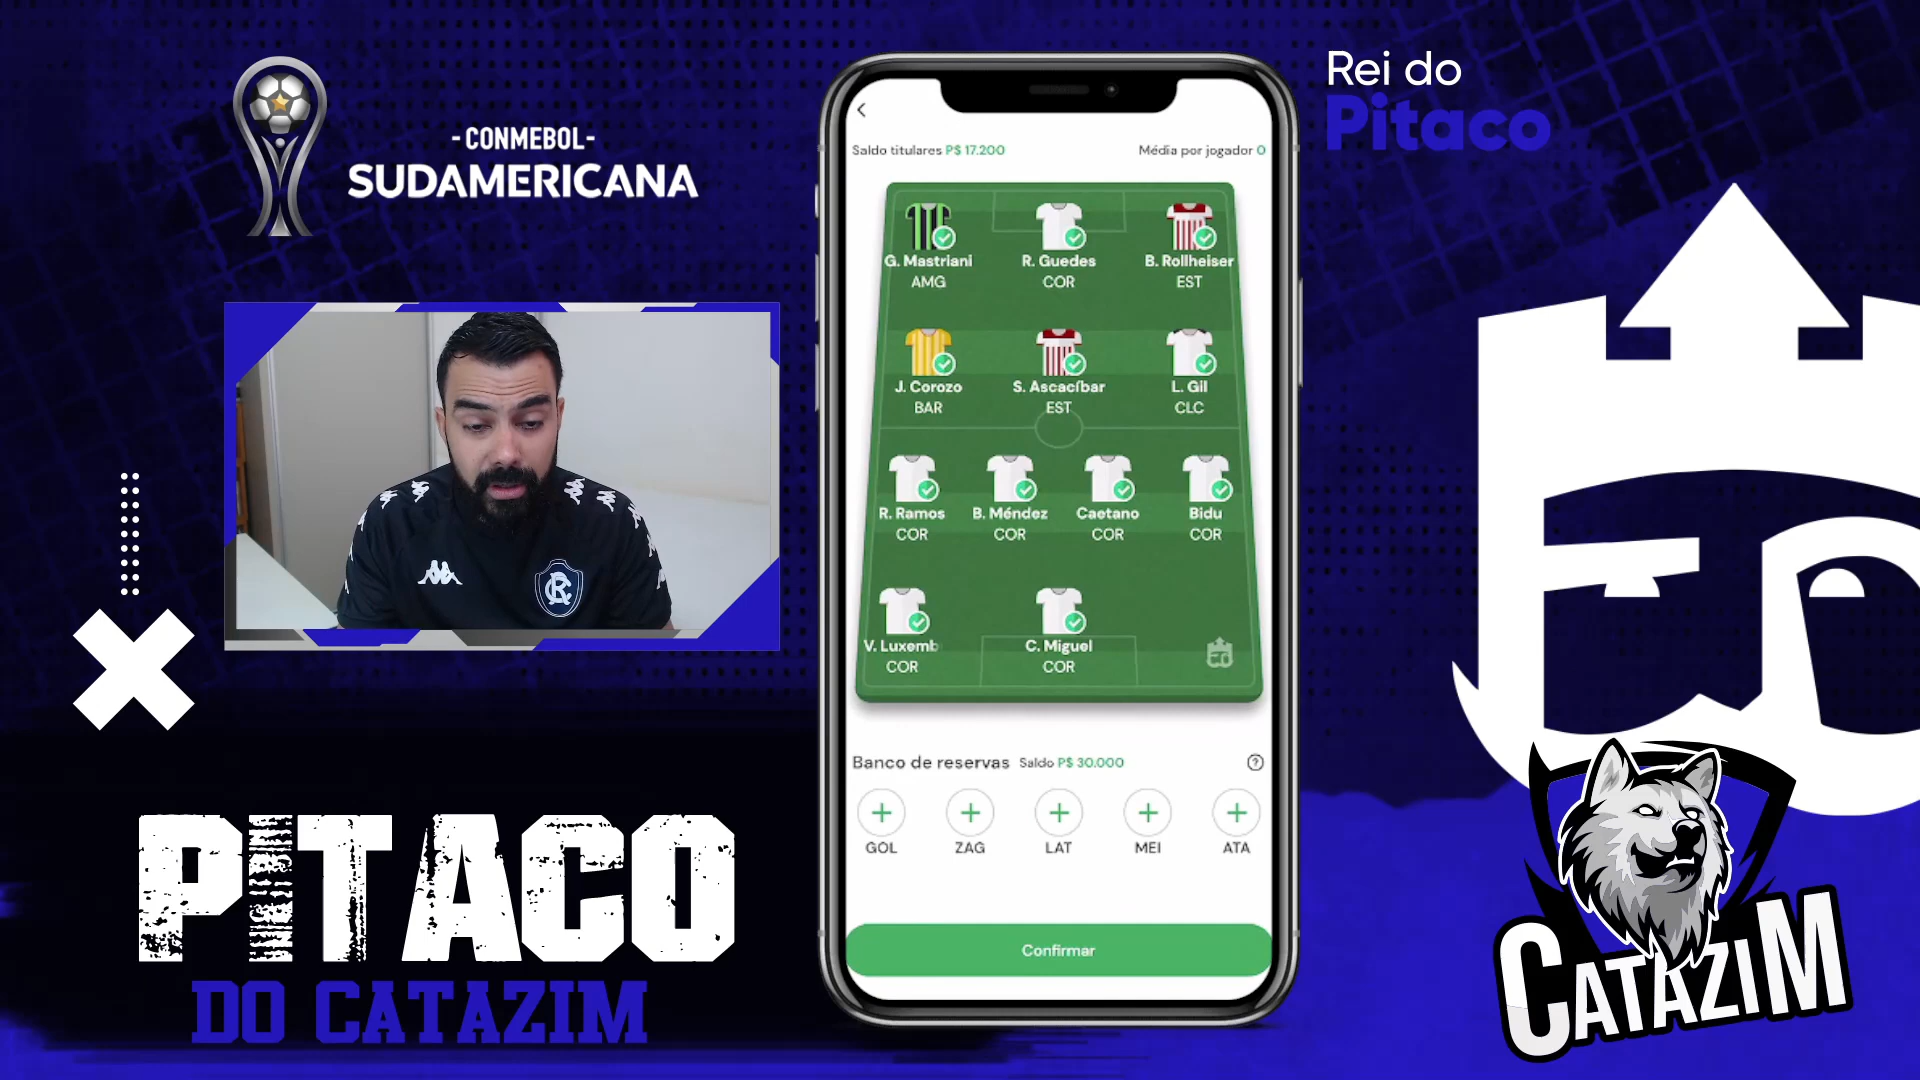 -CONMEBOL-
SUDAMERICANA
Rei do
Pitaco
Saldo titulares P$ 17.200
Média por jogador 0
G. Mastriani
AMG
R. Guedes
COR
B. Rollheiser
EST
J. Corozo
BAR
S. Ascacíbar
EST
L. Gil
CLC
R. Ramos
COR
B. Méndez
COR
Caetano
COR
Bidu
COR
V. Luxemb
COR
C. Miguel
COR
Banco de reservas Saldo P$ 30.000
?
GOL
ZAG
LAT
MEI
ATA
Confirmar
PITACO
DO CATAZIM
CATAZIM